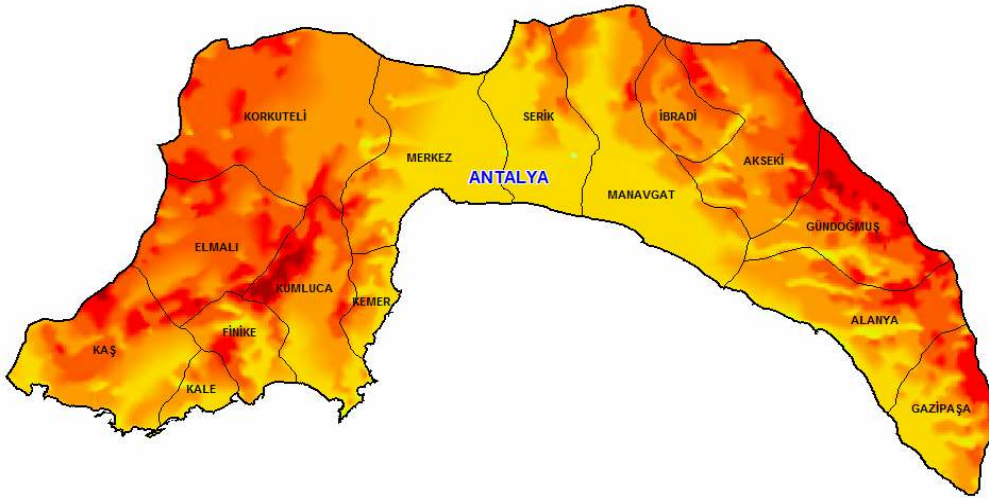 KORKUTELİ
SERİK
İBRADİ
MERKEZ
AKSEKİ
ANTALYA
MANAVGAT
GÜNDOĞMUŞ
ELMALI
KUMLUCA
KEMER
ALANYA
FİNİKE
KAŞ
KALE
GAZİPAŞA